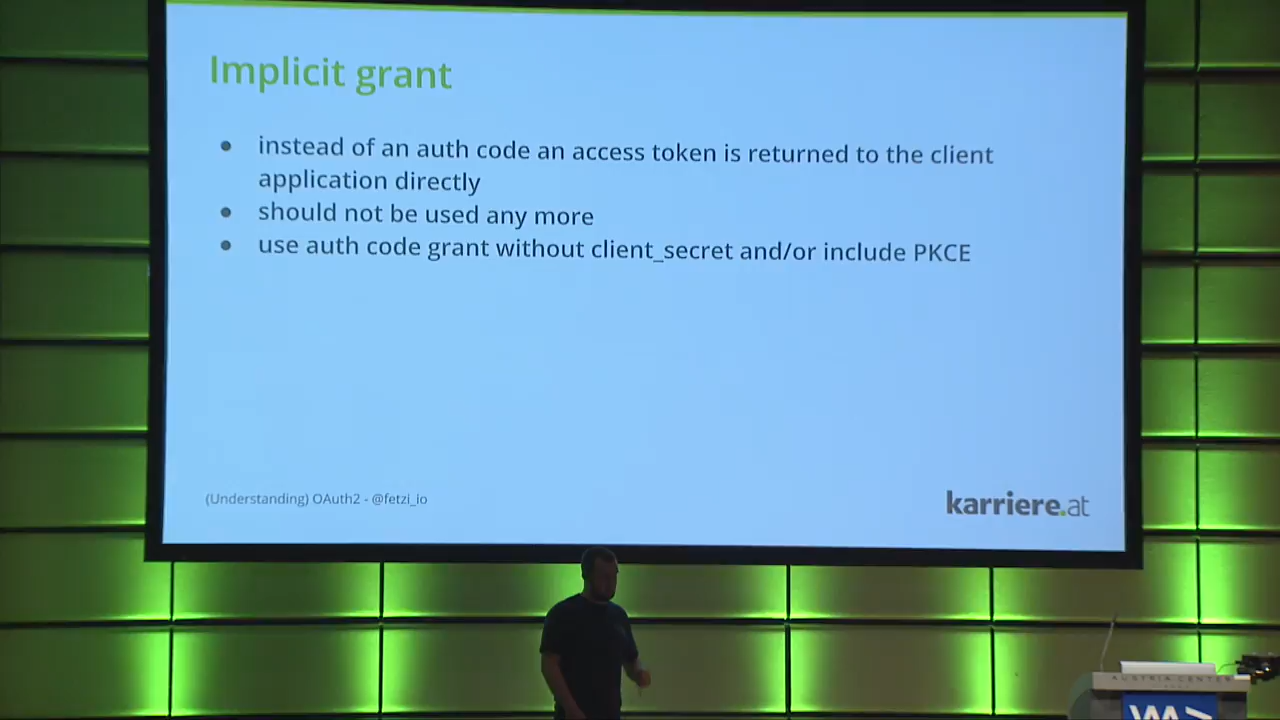 Implicit grant
● instead of an auth code an access token is returned to the client
application directly
● should not be used any more
● use auth code grant without client_secret and/or include PKCE
(Understanding) OAuth2 - @fetzi_io
karriere.at
AUSTRIA CENTER